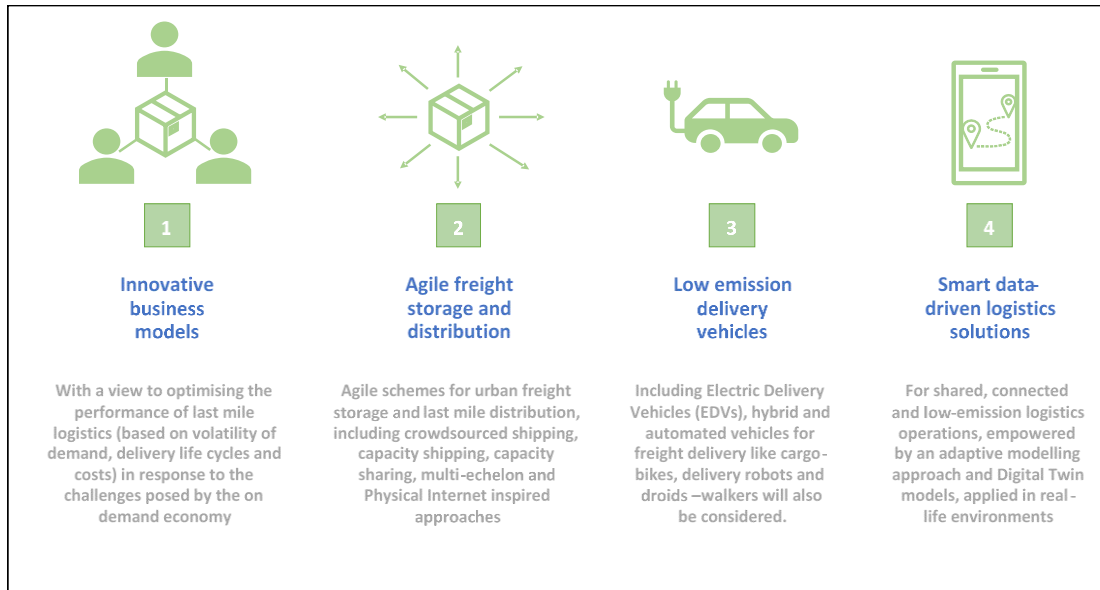 1
Innovative
business
models
With a view to optimising the
performance of last mile
logistics (based on volatility of
demand, delivery life cycles and
costs) in response to the
challenges posed by the on
demand economy
2
Agile freight
storage and
distribution
Agile schemes for urban freight
storage and last mile distribution,
including crowdsourced shipping,
capacity shipping, capacity
sharing, multi-echelon and
Physical Internet inspired
approaches
3
Low emission
delivery
vehicles
Including Electric Delivery
Vehicles (EDVs), hybrid and
automated vehicles for
freight delivery like cargo-
bikes, delivery robots and
droids –walkers will also
be considered.
4
Smart data-
driven logistics
solutions
For shared, connected
and low-emission logistics
operations, empowered
by an adaptive modelling
approach and Digital Twin
models, applied in real-
life environments